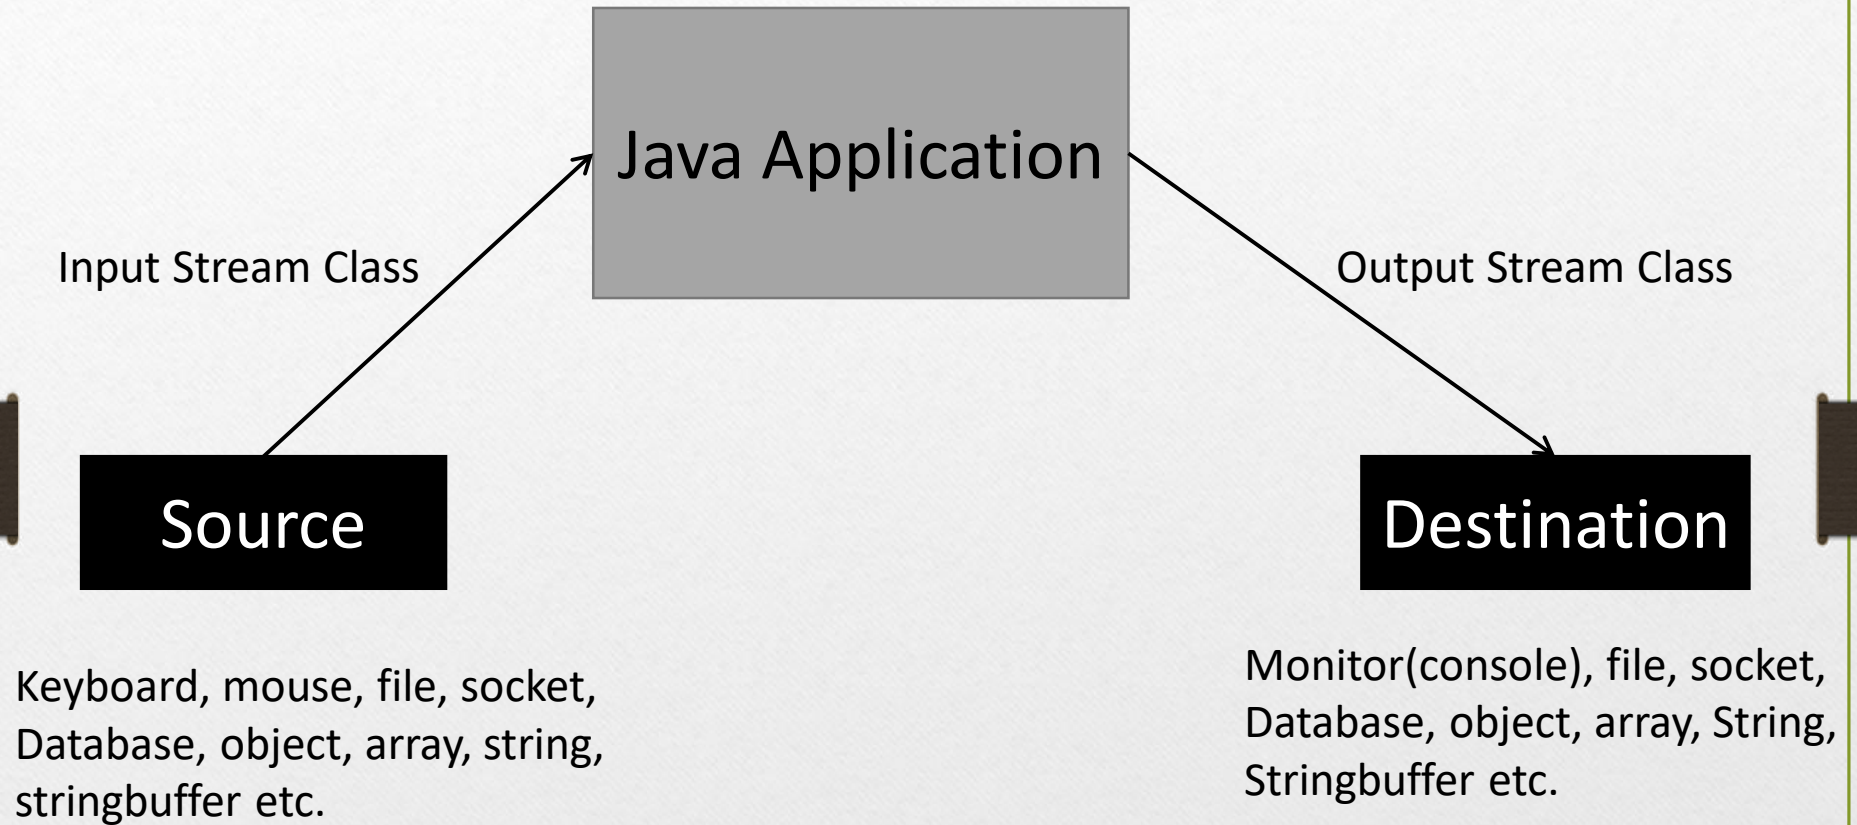 Java Application
Input Stream Class
Output Stream Class
Source
Destination
Keyboard, mouse, file, socket,
Database, object, array, string,
stringbuffer etc.
Monitor(console), file, socket,
Database, object, array, String,
Stringbuffer etc.